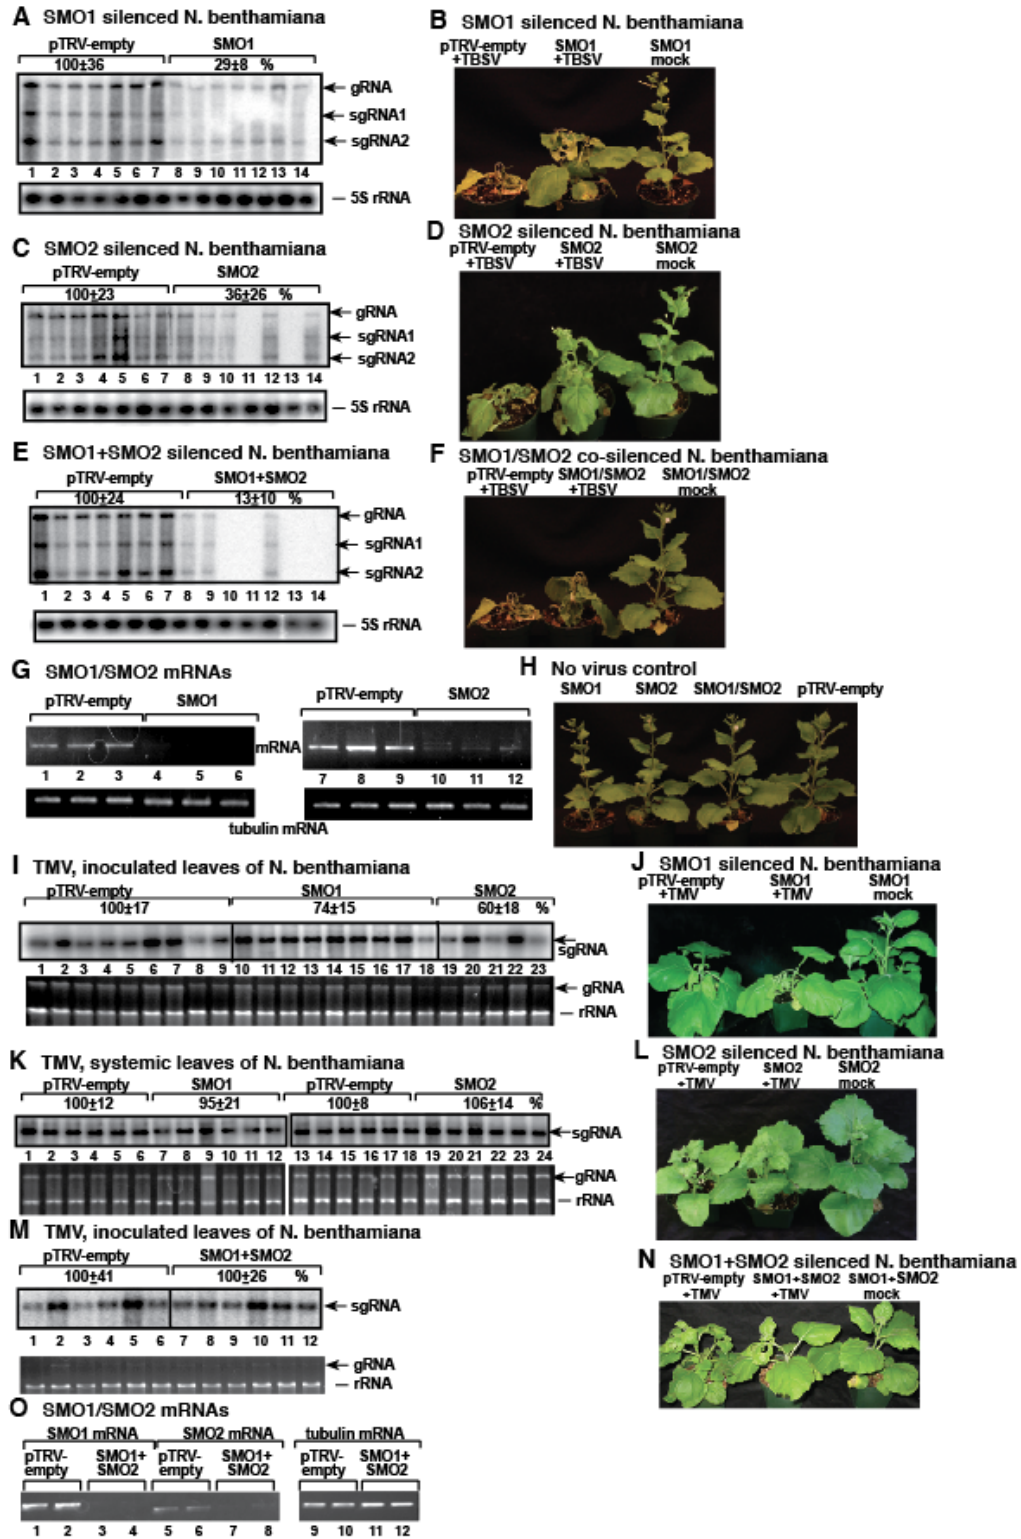 A SMO1 silenced N. benthamiana
pTRV-empty SMO1
100±36 29±8 %
gRNA
sgRNA1
sgRNA2
1 2 3 4 5 6 7 8 9 10 11 12 13 14
5S rRNA
B SMO1 silenced N. benthamiana
pTRV-empty SMO1 SMO1
+TBSV +TBSV mock
C SMO2 silenced N. benthamiana
pTRV-empty SMO2
100±23 36±26 %
gRNA
sgRNA1
sgRNA2
1 2 3 4 5 6 7 8 9 10 11 12 13 14
5S rRNA
D SMO2 silenced N. benthamiana
pTRV-empty SMO2 SMO2
+TBSV +TBSV mock
E SMO1+SMO2 silenced N. benthamiana
pTRV-empty SMO1+SMO2
100±24 13±10 %
gRNA
sgRNA1
sgRNA2
1 2 3 4 5 6 7 8 9 10 11 12 13 14
5S rRNA
F SMO1/SMO2 co-silenced N. benthamiana
pTRV-empty SMO1/SMO2 SMO1/SMO2
+TBSV +TBSV mock
G SMO1/SMO2 mRNAs
pTRV-empty SMO1 pTRV-empty SMO2
mRNA
1 2 3 4 5 6 7 8 9 10 11 12
tubulin mRNA
H No virus control
SMO1 SMO2 SMO1/SMO2 pTRV-empty
I TMV, inoculated leaves of N. benthamiana
pTRV-empty SMO1 SMO2
100±17 74±15 60±18 %
sgRNA
1 2 3 4 5 6 7 8 9 10 11 12 13 14 15 16 17 18 19 20 21 22 23
gRNA
rRNA
J SMO1 silenced N. benthamiana
pTRV-empty SMO1 SMO1
+TMV +TMV mock
K TMV, systemic leaves of N. benthamiana
pTRV-empty SMO1 pTRV-empty SMO2
100±12 95±21 100±8 106±14 %
sgRNA
1 2 3 4 5 6 7 8 9 10 11 12 13 14 15 16 17 18 19 20 21 22 23 24
gRNA
rRNA
L SMO2 silenced N. benthamiana
pTRV-empty SMO2 SMO2
+TMV +TMV mock
M TMV, inoculated leaves of N. benthamiana
pTRV-empty SMO1+SMO2
100±41 100±26 %
sgRNA
1 2 3 4 5 6 7 8 9 10 11 12
gRNA
rRNA
N SMO1+SMO2 silenced N. benthamiana
pTRV-empty SMO1+SMO2 SMO1+SMO2
+TMV +TMV mock
O SMO1/SMO2 mRNAs
SMO1 mRNA SMO2 mRNA tubulin mRNA
pTRV- SMO1+ pTRV- SMO1+ pTRV- SMO1+
empty SMO2 empty SMO2 empty SMO2
1 2 3 4 5 6 7 8 9 10 11 12